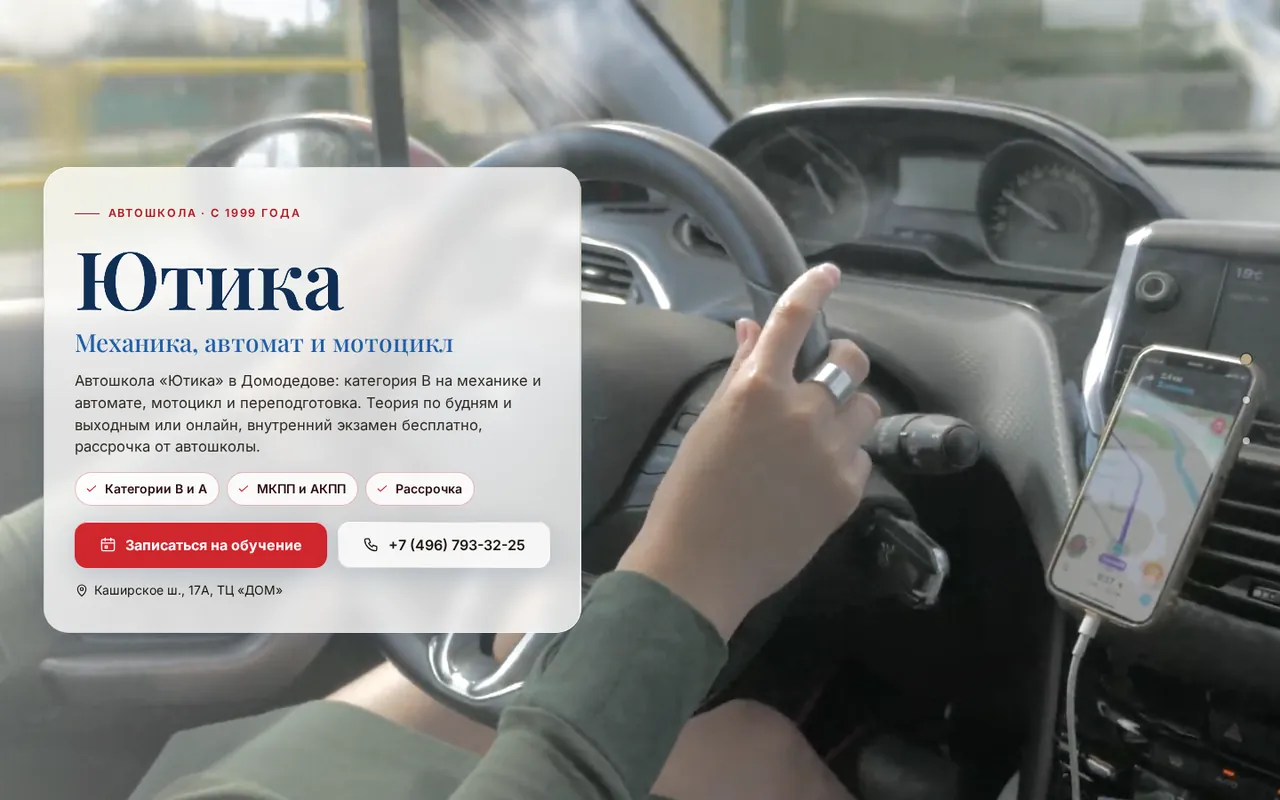 АВТОШКОЛА · С 1999 ГОДА
Ютика
Механика, автомат и мотоцикл
Автошкола «Ютика» в Домодедове: категория B на механике и
автомате, мотоцикл и переподготовка. Теория по будням и
выходным или онлайн, внутренний экзамен бесплатно,
рассрочка от автошколы.
Категории B и A
МКПП и АКПП
Рассрочка
Записаться на обучение
+7 (496) 793-32-25
Каширское ш., 17А, ТЦ «ДОМ»